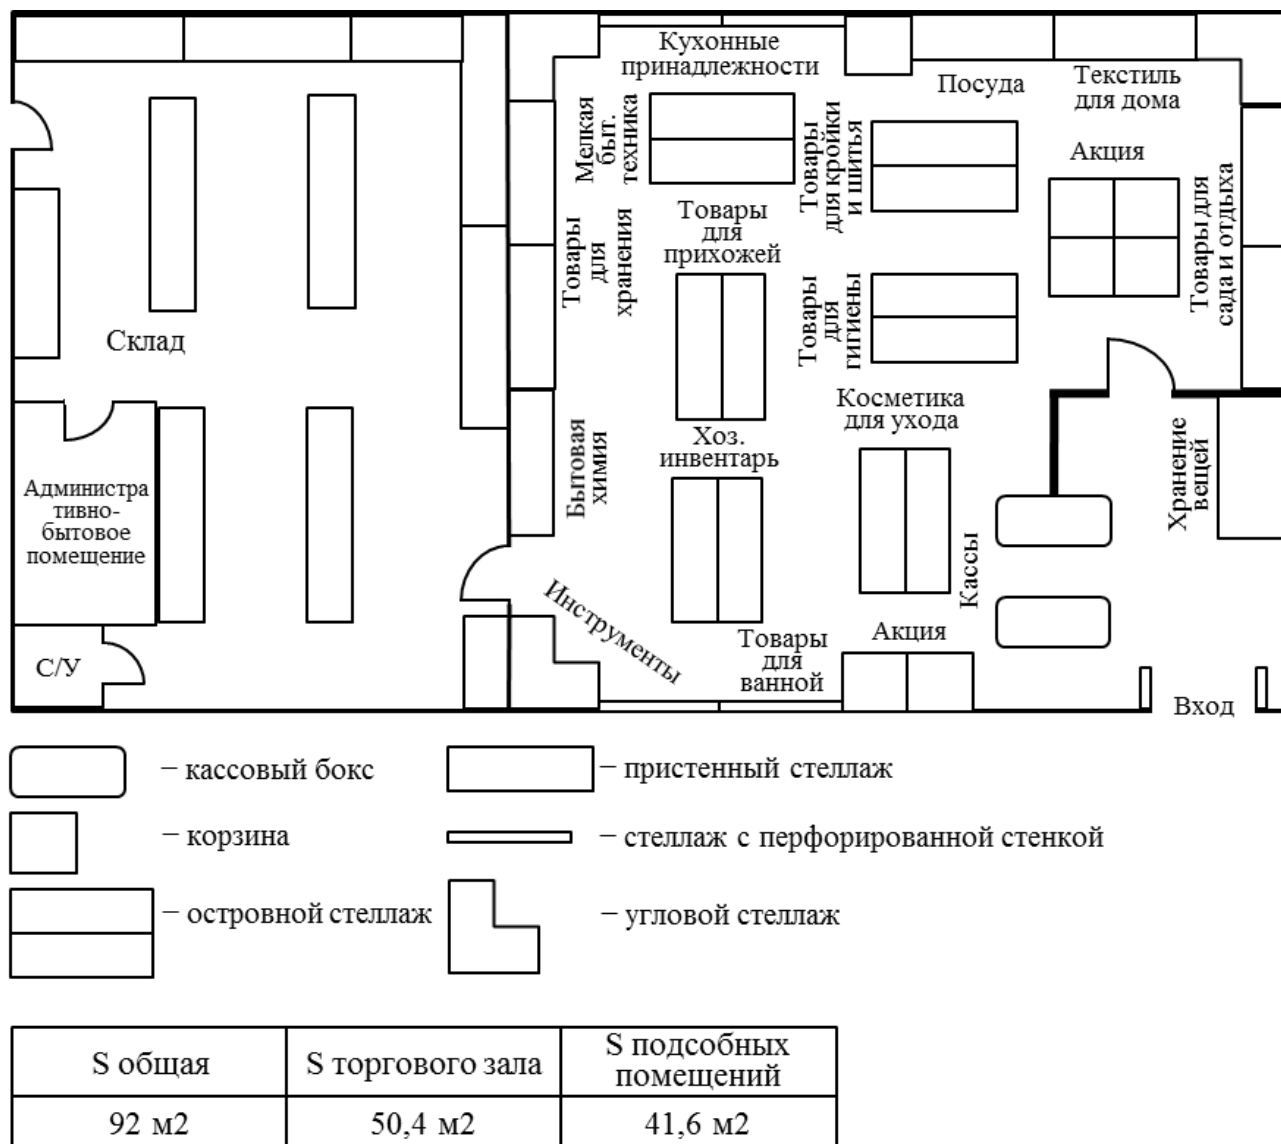 Кухонные
принадлежности
Посуда
Текстиль
для дома
Мелкая
быт.
техника
Товары
для кройки
и шитья
Акция
Товары для
сада и отдыха
Товары
для
прихожей
Товары
для
хранения
Товары
для
гигиены
Склад
Косметика
для ухода
Хоз.
инвентарь
Бытовая
химия
Хранение
вещей
Администра
тивно-
бытовое
помещение
Кассы
Инструменты
Акция
Товары
для
ванной
С/У
Вход
– кассовый бокс
– пристенный стеллаж
– корзина
– стеллаж с перфорированной стенкой
– островной стеллаж
– угловой стеллаж
S общая
S торгового зала
S подсобных
помещений
92 м2
50,4 м2
41,6 м2